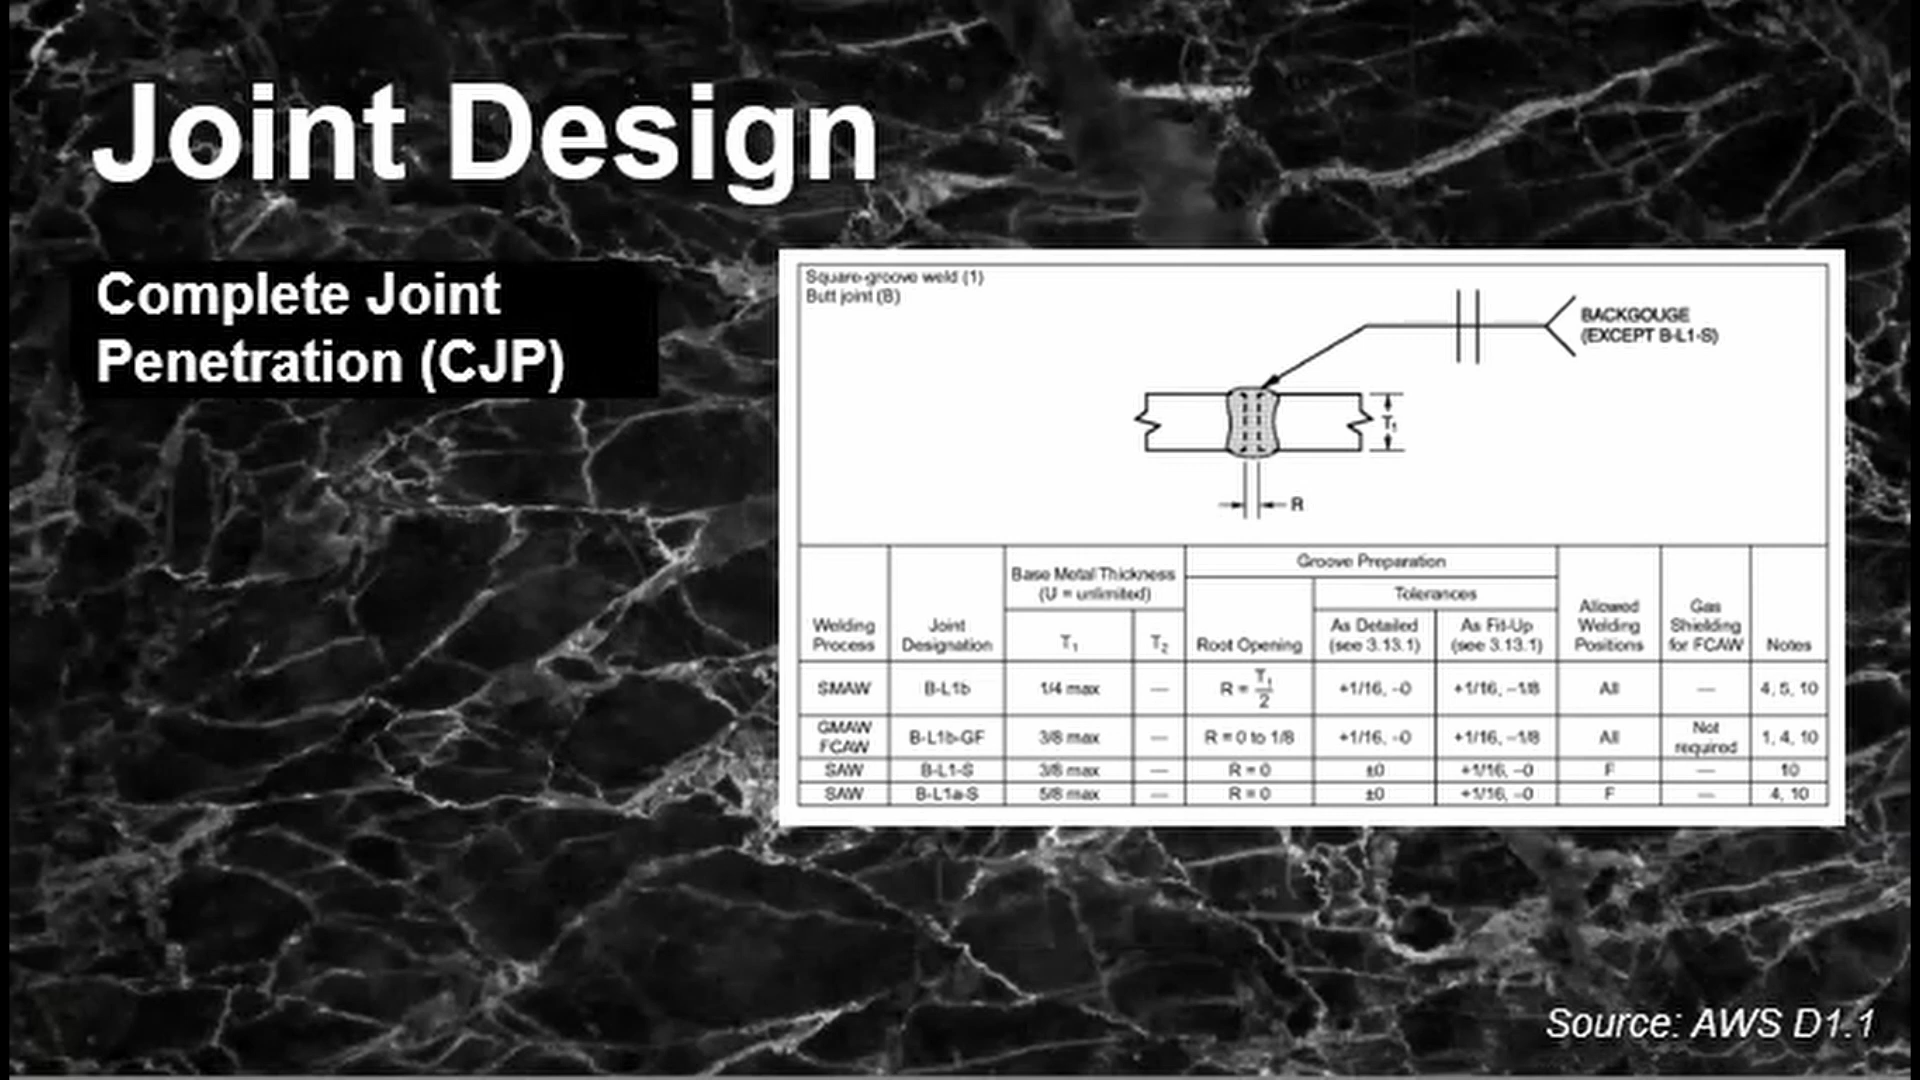 Joint Design
Complete Joint
Penetration (CJP)
Square-groove weld (1)
Butt joint (B)
BACKGOUGE
(EXCEPT B-L1-S)
T1
R
Welding Process | Joint Designation | Base Metal Thickness (U = unlimited) | Groove Preparation | Allowed Welding Positions | Gas Shielding for FCAW | Notes
T1 | T2 | Root Opening | Tolerances
As Detailed (see 3.13.1) | As Fit-Up (see 3.13.1)
SMAW | B-L1b | 1/4 max | — | R = T1/2 | +1/16, –0 | +1/16, –1/8 | All | — | 4, 5, 10
GMAW FCAW | B-L1b-GF | 3/8 max | — | R = 0 to 1/8 | +1/16, –0 | +1/16, –1/8 | All | Not required | 1, 4, 10
SAW | B-L1-S | 3/8 max | — | R = 0 | ±0 | +1/16, –0 | F | — | 10
SAW | B-L1a-S | 5/8 max | — | R = 0 | ±0 | +1/16, –0 | F | — | 4, 10
Source: AWS D1.1